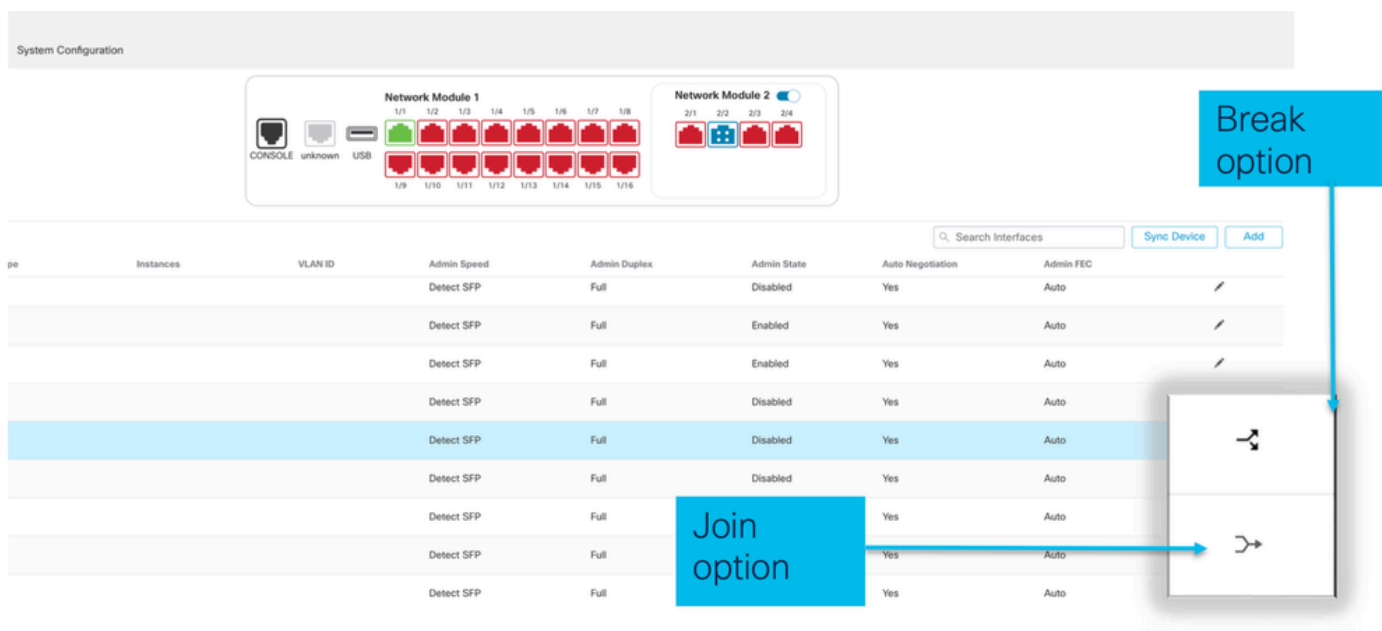 System Configuration
Network Module 1
Network Module 2
1/1 1/2 1/3 1/4 1/5 1/6 1/7 1/8
2/1 2/2 2/3 2/4
CONSOLE unknown USB
1/9 1/10 1/11 1/12 1/13 1/14 1/15 1/16
Break
option
Search Interfaces Sync Device Add
pe Instances VLAN ID Admin Speed Admin Duplex Admin State Auto Negotiation Admin FEC
Detect SFP Full Disabled Yes Auto
Detect SFP Full Enabled Yes Auto
Detect SFP Full Enabled Yes Auto
Detect SFP Full Disabled Yes Auto
Detect SFP Full Disabled Yes Auto
Detect SFP Full Disabled Yes Auto
Detect SFP Full Yes Auto
Detect SFP Full Yes Auto
Detect SFP Full Yes Auto
Join
option